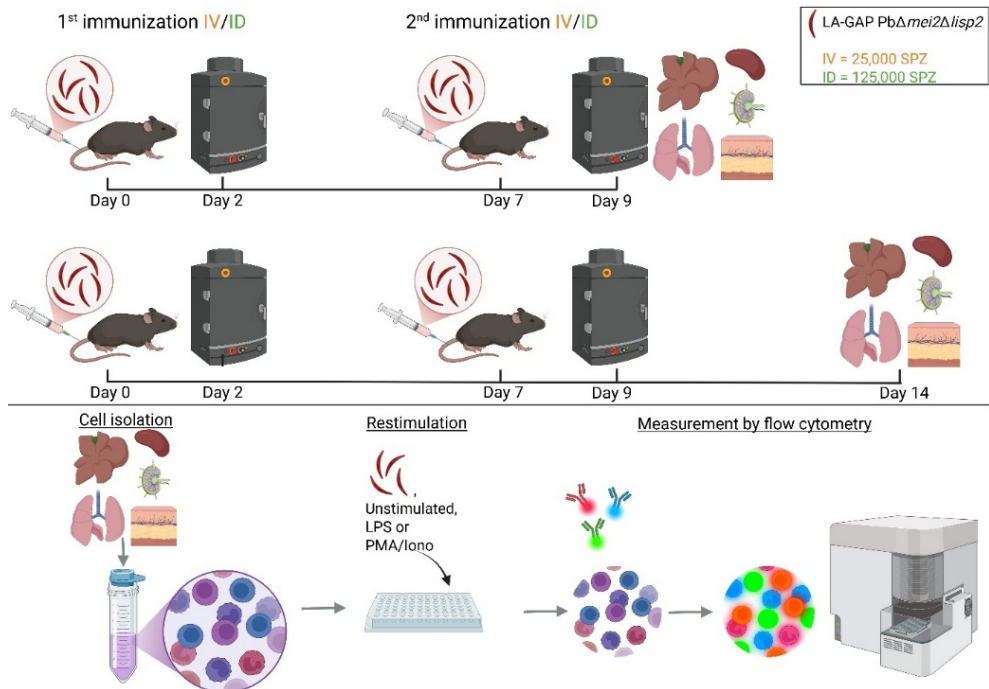 1st immunization IV/ID
2nd immunization IV/ID
LA-GAP PbΔmei2Δlisp2
IV = 25,000 SPZ
ID = 125,000 SPZ
Day 0
Day 2
Day 7
Day 9
Day 0
Day 2
Day 7
Day 9
Day 14
Cell isolation
Restimulation
Measurement by flow cytometry
,
Unstimulated,
LPS or
PMA/Iono